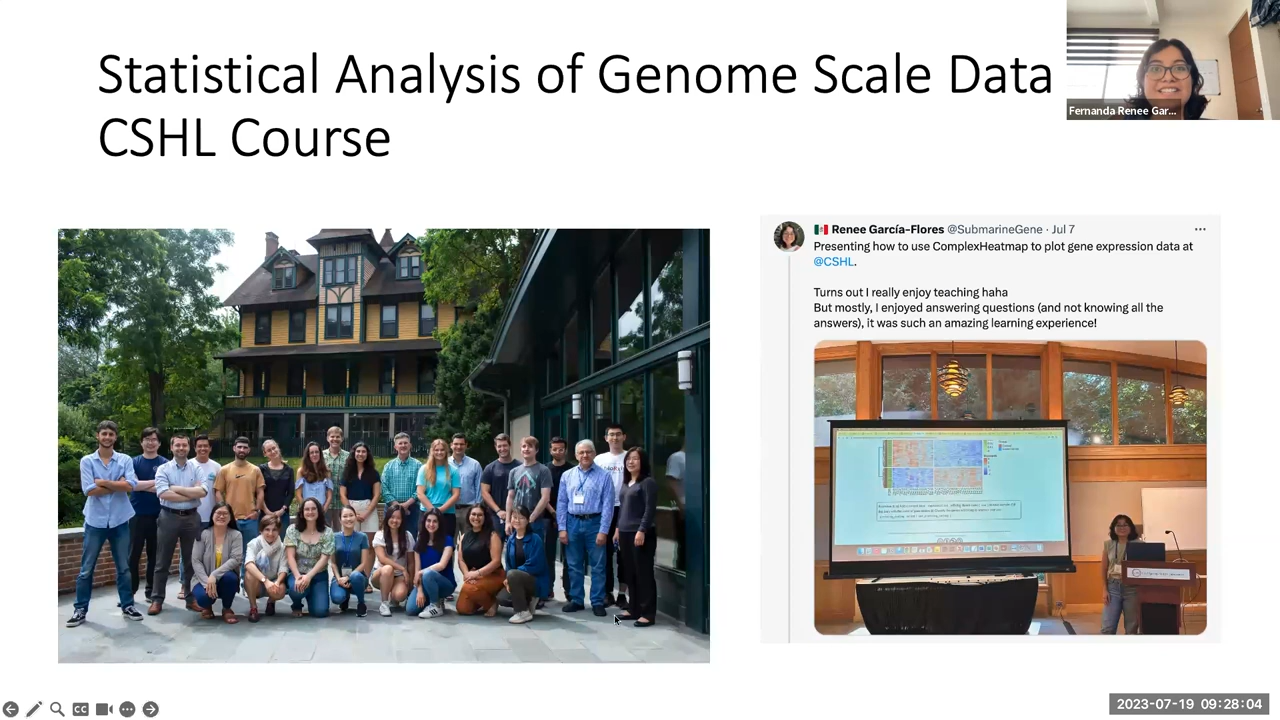 Statistical Analysis of Genome Scale Data
CSHL Course
Fernanda Renee Gar...
🇲🇽 Renee García-Flores @SubmarineGene · Jul 7
Presenting how to use ComplexHeatmap to plot gene expression data at
@CSHL.
Turns out I really enjoy teaching haha
But mostly, I enjoyed answering questions (and not knowing all the
answers), it was such an amazing learning experience!
CC
2023-07-19 09:28:04